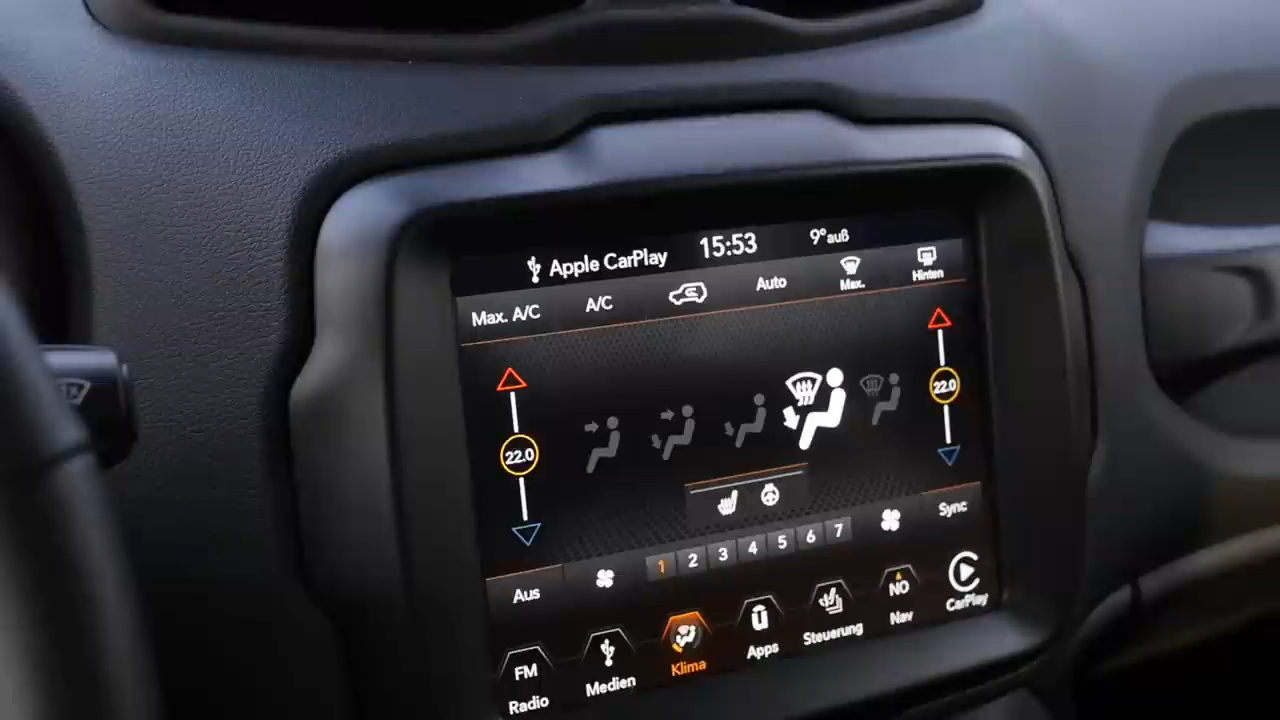 Apple CarPlay 15:53 9°auß
Max. A/C A/C Auto Max. Hinten
22.0
22.0
Aus 1 2 3 4 5 6 7 Sync
FM NO
Radio Medien Klima Apps Steuerung Nav CarPlay